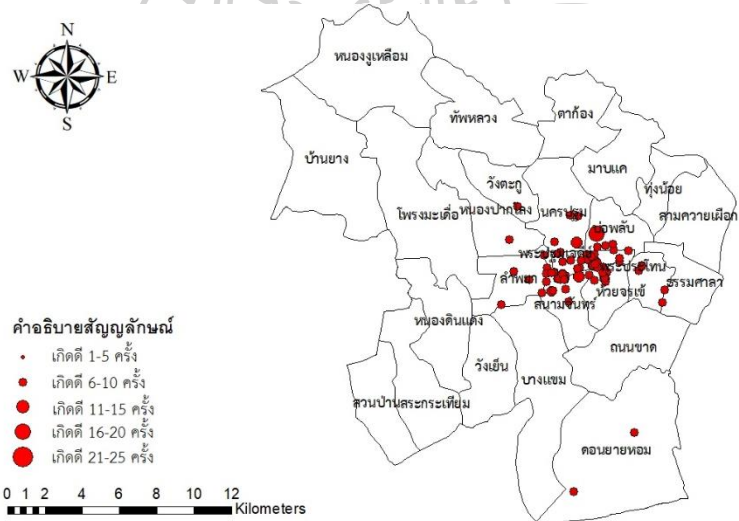 N
W E
S
หนองงูเหลือม
ทัพหลวง
ตาก้อง
บ้านยาง
มาบแค
วังตะกู
ทุ่งน้อย
โพรงมะเดื่อ
หนองปากโลง
นครปฐม
สามควายเผือก
บ่อพลับ
พระปฐมเจดีย์
พระประโทน
ลำพยา
ธรรมศาลา
ห้วยจรเข้
สนามจันทร์
หนองดินแดง
ถนนขาด
วังเย็น
บางแขม
สวนป่าน
สระกระเทียม
ดอนยายหอม
คำอธิบายสัญญลักษณ์
เกิดดี 1-5 ครั้ง
เกิดดี 6-10 ครั้ง
เกิดดี 11-15 ครั้ง
เกิดดี 16-20 ครั้ง
เกิดดี 21-25 ครั้ง
0 1 2 4 6 8 10 12
Kilometers